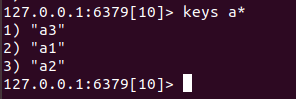 127.0.0.1:6379[10]> keys a*
1) "a3"
2) "a1"
3) "a2"
127.0.0.1:6379[10]>